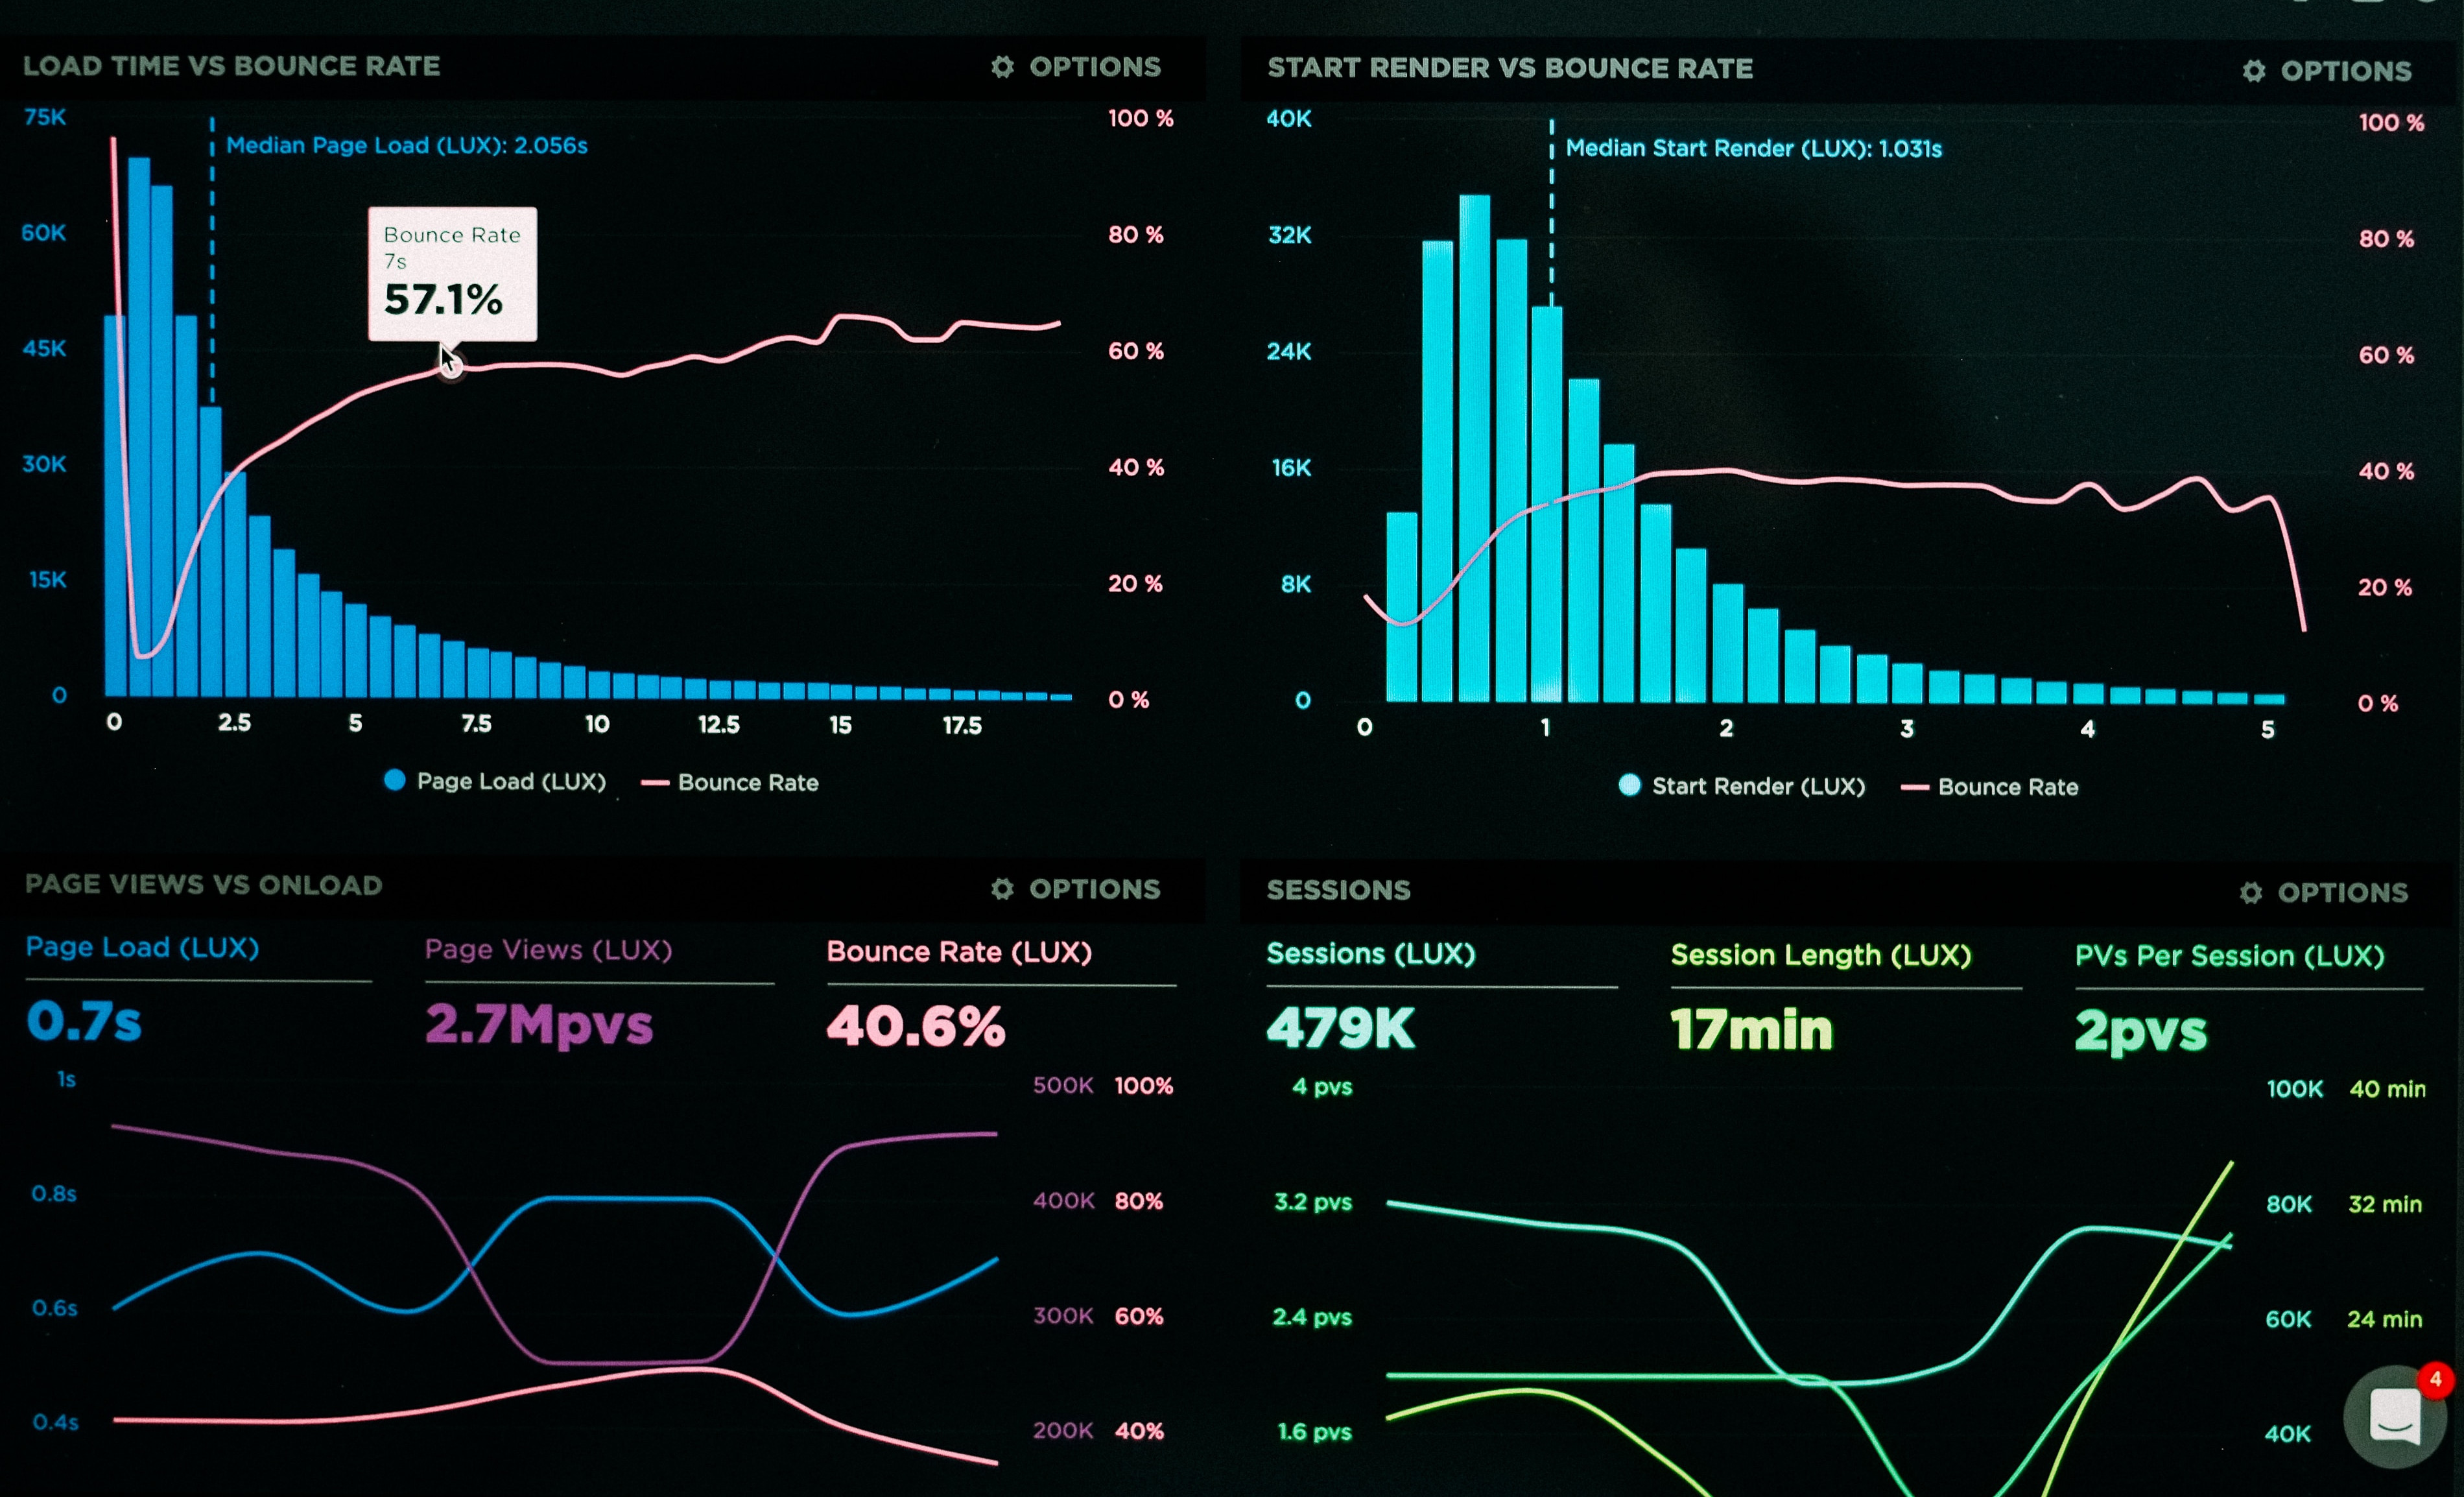 LOAD TIME VS BOUNCE RATE
OPTIONS
75K
60K
45K
30K
15K
0
Median Page Load (LUX): 2.056s
Bounce Rate
7s
57.1%
100 %
80 %
60 %
40 %
20 %
0 %
0 2.5 5 7.5 10 12.5 15 17.5
Page Load (LUX) Bounce Rate
START RENDER VS BOUNCE RATE
OPTIONS
40K
32K
24K
16K
8K
0
Median Start Render (LUX): 1.031s
100 %
80 %
60 %
40 %
20 %
0 %
0 1 2 3 4 5
Start Render (LUX) Bounce Rate
PAGE VIEWS VS ONLOAD
OPTIONS
Page Load (LUX)
0.7s
Page Views (LUX)
2.7Mpvs
Bounce Rate (LUX)
40.6%
1s
0.8s
0.6s
0.4s
500K 100%
400K 80%
300K 60%
200K 40%
SESSIONS
OPTIONS
Sessions (LUX)
479K
Session Length (LUX)
17min
PVs Per Session (LUX)
2pvs
4 pvs
3.2 pvs
2.4 pvs
1.6 pvs
100K 40 min
80K 32 min
60K 24 min
40K
4